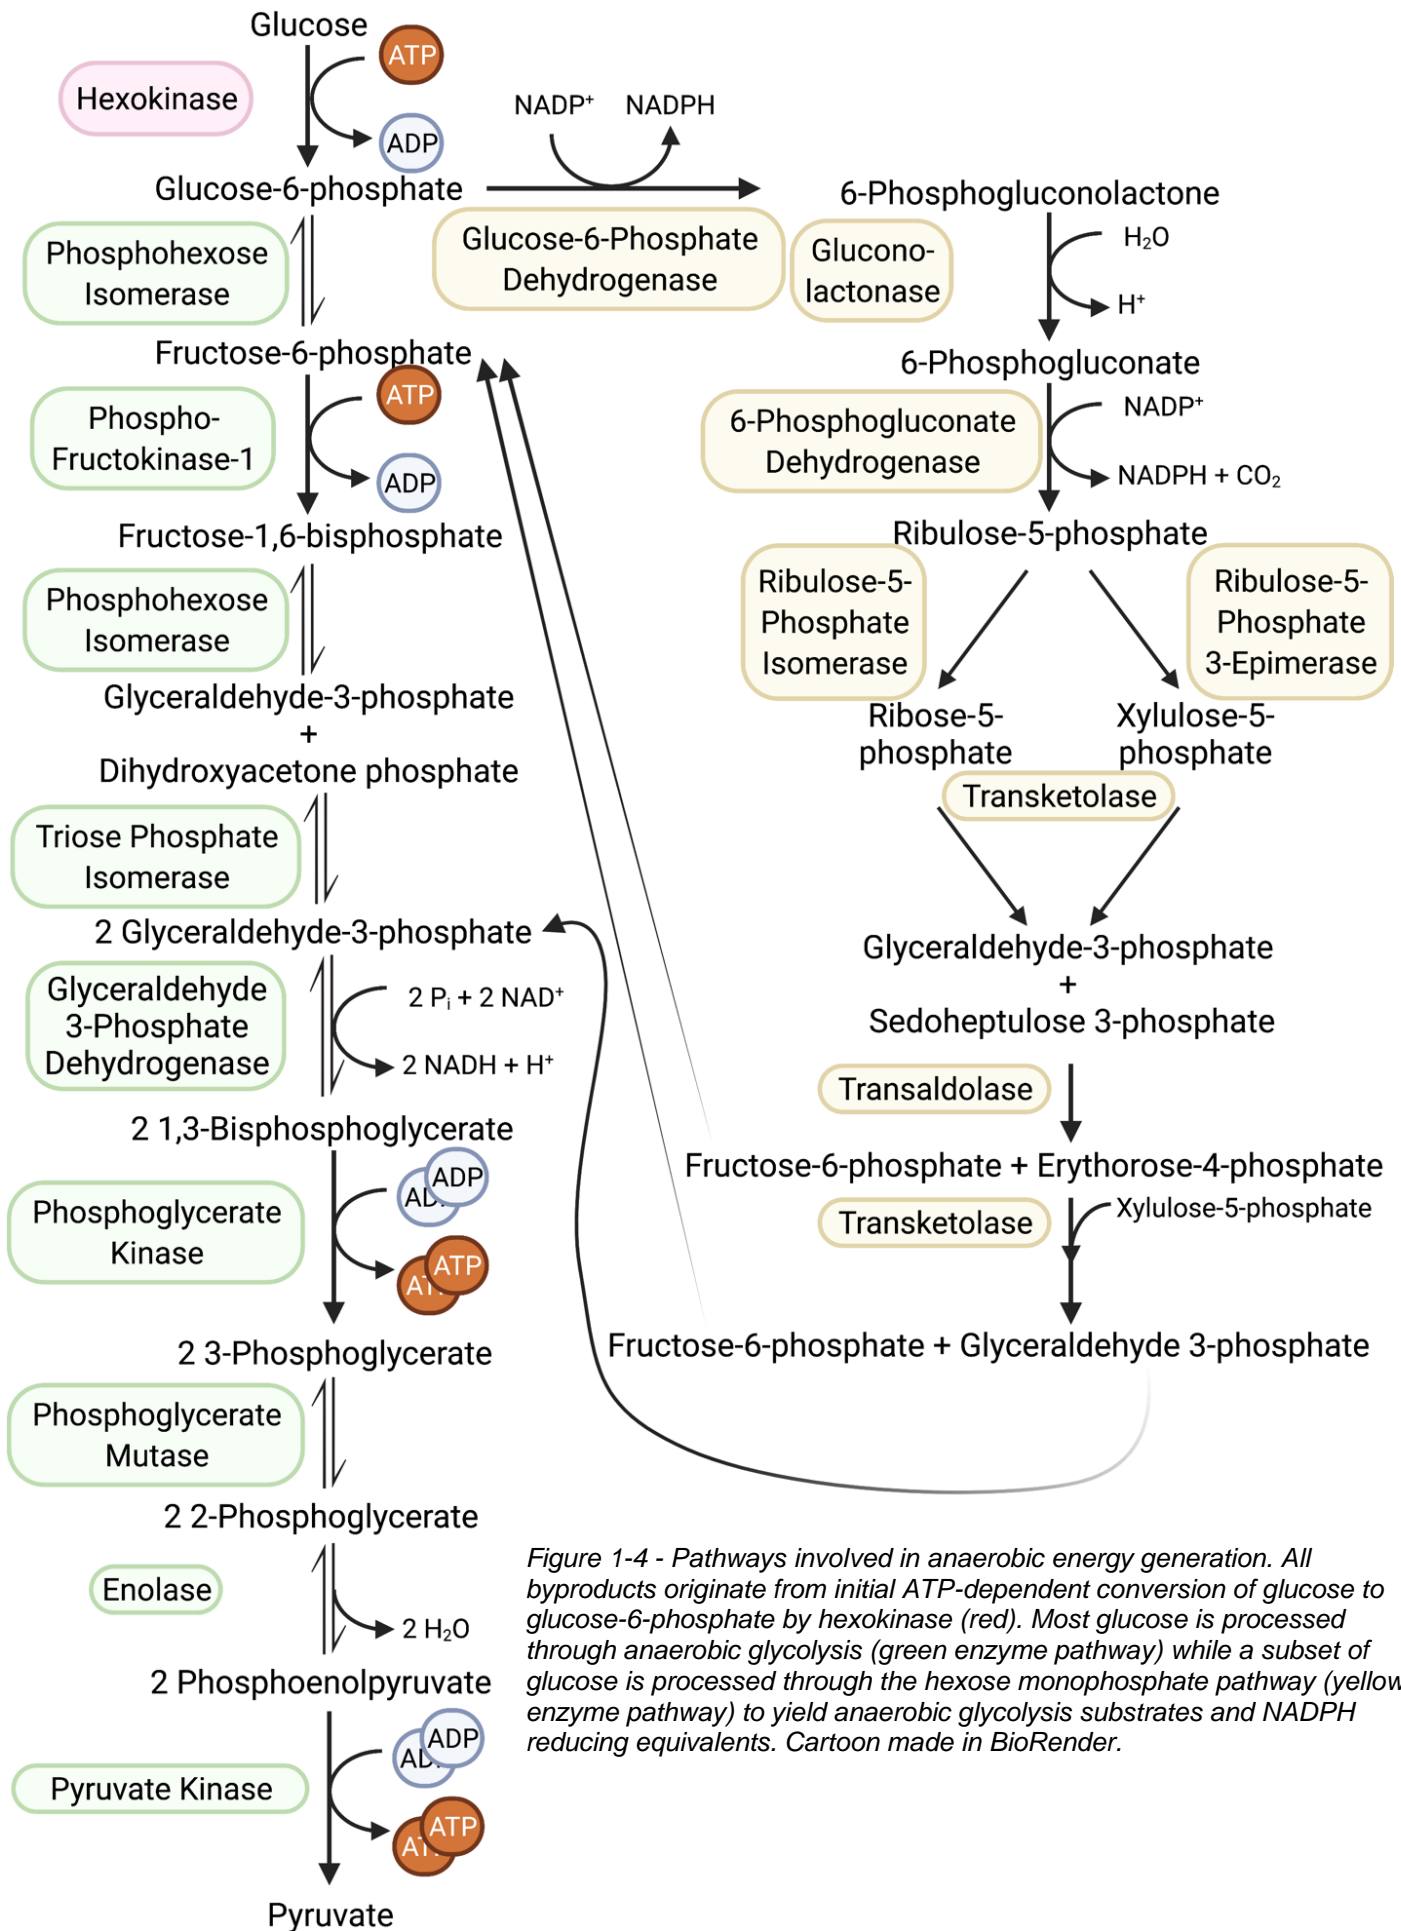 Glucose
ATP
Hexokinase
ADP
NADP⁺ NADPH
Glucose-6-phosphate
6-Phosphogluconolactone
Glucose-6-Phosphate
Dehydrogenase
Glucono-
lactonase
H₂O
H⁺
Phosphohexose
Isomerase
Fructose-6-phosphate
6-Phosphogluconate
ATP
Phospho-
Fructokinase-1
ADP
6-Phosphogluconate
Dehydrogenase
NADP⁺
NADPH + CO₂
Fructose-1,6-bisphosphate
Ribulose-5-phosphate
Phosphohexose
Isomerase
Ribulose-5-
Phosphate
Isomerase
Ribulose-5-
Phosphate
3-Epimerase
Glyceraldehyde-3-phosphate
+
Dihydroxyacetone phosphate
Ribose-5-
phosphate
Xylulose-5-
phosphate
Transketolase
Triose Phosphate
Isomerase
2 Glyceraldehyde-3-phosphate
Glyceraldehyde-3-phosphate
+
Sedoheptulose 3-phosphate
Glyceraldehyde
3-Phosphate
Dehydrogenase
2 Pᵢ + 2 NAD⁺
2 NADH + H⁺
Transaldolase
2 1,3-Bisphosphoglycerate
Fructose-6-phosphate + Erythorose-4-phosphate
ADP
Phosphoglycerate
Kinase
ATP
Transketolase
Xylulose-5-phosphate
2 3-Phosphoglycerate
Fructose-6-phosphate + Glyceraldehyde 3-phosphate
Phosphoglycerate
Mutase
2 2-Phosphoglycerate
Enolase
2 H₂O
2 Phosphoenolpyruvate
ADP
Pyruvate Kinase
ATP
Pyruvate
Figure 1-4 - Pathways involved in anaerobic energy generation. All
byproducts originate from initial ATP-dependent conversion of glucose to
glucose-6-phosphate by hexokinase (red). Most glucose is processed
through anaerobic glycolysis (green enzyme pathway) while a subset of
glucose is processed through the hexose monophosphate pathway (yellow
enzyme pathway) to yield anaerobic glycolysis substrates and NADPH
reducing equivalents. Cartoon made in BioRender.